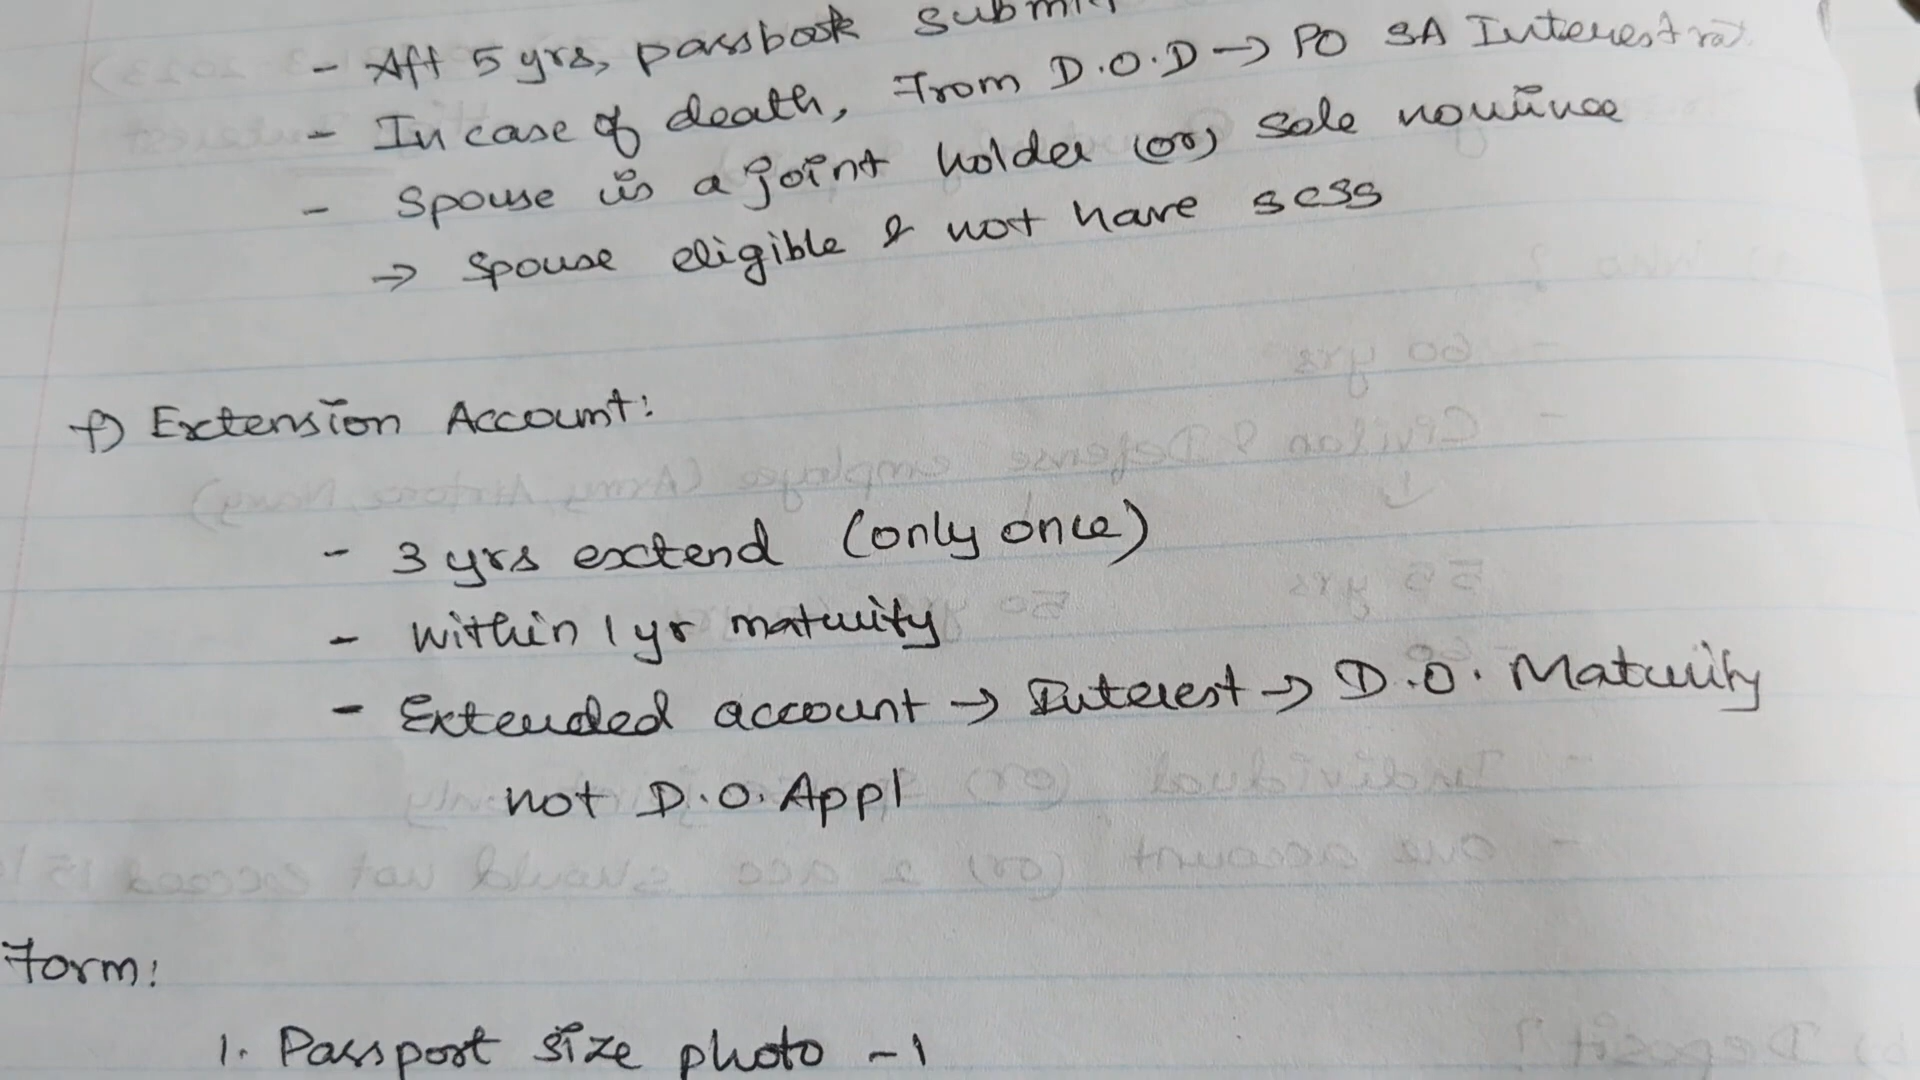 - Aft 5 yrs, passbook submit
- In case of death, From D.O.D → PO SA Interest rat
- Spouse is a joint holder (or) sole nominee
→ Spouse eligible & not have scss
f) Extension Account:
- 3 yrs extend (only once)
- within 1 yr maturity
- Extended account → Interest → D.O. Maturity
not D.O. Appl
Form:
1. Passport size photo - 1